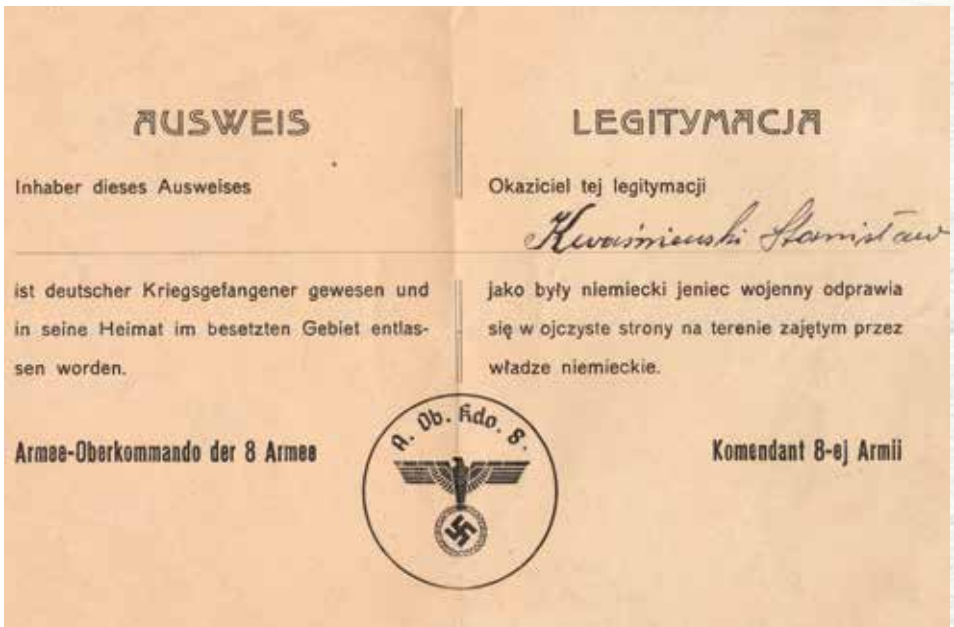 AUSWEIS
Inhaber dieses Ausweises
ist deutscher Kriegsgefangener gewesen und
in seine Heimat im besetzten Gebiet entlas-
sen worden.
Armee-Oberkommando der 8 Armee
LEGITYMACJA
Okaziciel tej legitymacji
Kwaśniewski Stanisław
jako były niemiecki jeniec wojenny odprawia
się w ojczyste strony na terenie zajętym przez
władze niemieckie.
Komendant 8-ej Armii
A. Ob. Kdo. 8.